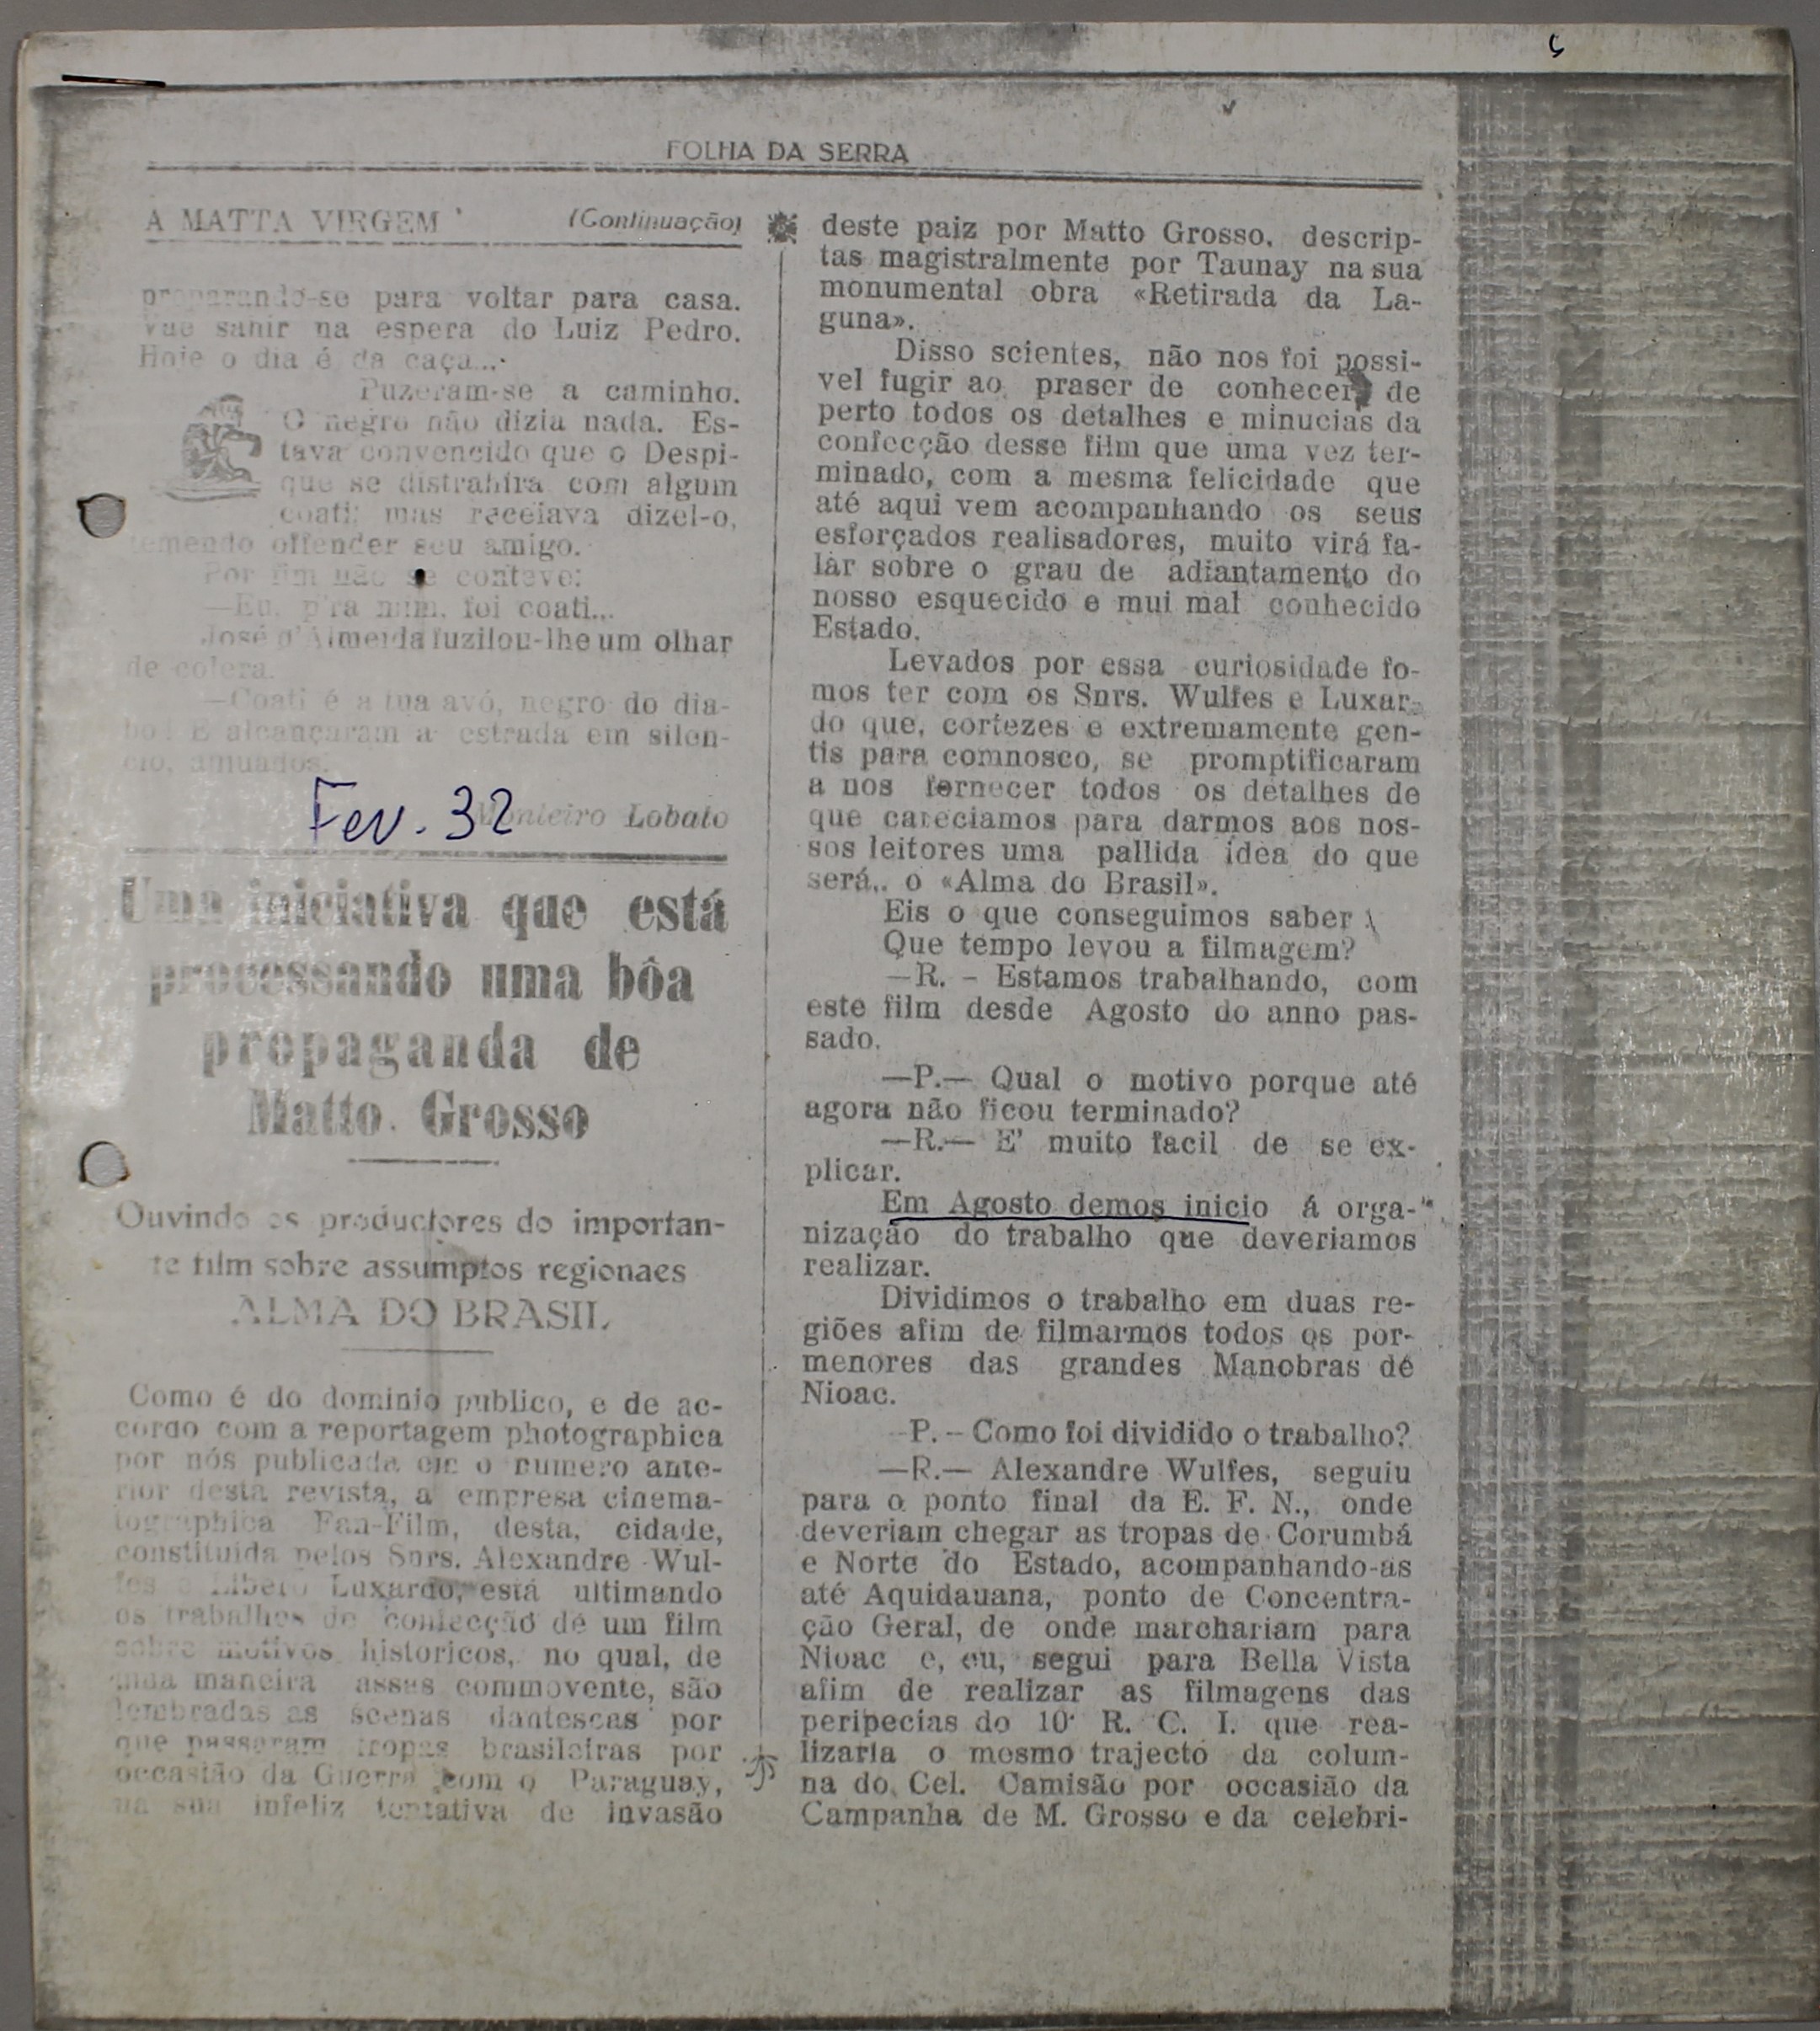 FOLHA DA SERRA
A MATTA VIRGEM (Continuação)
preparando-se para voltar para casa.
Vae sahir na espera do Luiz Pedro.
Hoje o dia é da caça...
Puzeram-se a caminho.
O negro não dizia nada. Es-
tava convencido que o Despi-
que se distrahira com algum
coati; mas receiava dizel-o,
temendo offender seu amigo.
Por fim não se conteve:
—Eu, p'ra mim, foi coati...
José d'Almeida fuzilou-lhe um olhar
de colera.
—Coati é a tua avó, negro do dia-
bo! E alcançaram a estrada em silen-
cio, amuados.
Fev. 32
Monteiro Lobato
Uma iniciativa que está
processando uma bôa
propaganda de
Matto. Grosso
Ouvindo os productores do importan-
te film sobre assumptos regionaes
ALMA DO BRASIL
Como é do dominio publico, e de ac-
cordo com a reportagem photographica
por nós publicada em o numero ante-
rior desta revista, a empresa cinema-
tographica Fan-Film, desta, cidade,
constituida pelos Snrs. Alexandre Wul-
fes e Libero Luxardo, está ultimando
os trabalhos de confecção de um film
sobre motivos historicos, no qual, de
uma maneira assas commovente, são
lembradas as scenas dantescas por
que passaram tropas brasileiras por
occasião da Guerra com o Paraguay,
na sua infeliz tentativa de invasão
deste paiz por Matto Grosso, descrip-
tas magistralmente por Taunay na sua
monumental obra «Retirada da La-
guna».
Disso scientes, não nos foi possi-
vel fugir ao praser de conhecer de
perto todos os detalhes e minucias da
confecção desse film que uma vez ter-
minado, com a mesma felicidade que
até aqui vem acompanhando os seus
esforçados realisadores, muito virá fa-
lar sobre o grau de adiantamento do
nosso esquecido e mui mal conhecido
Estado.
Levados por essa curiosidade fo-
mos ter com os Snrs. Wulfes e Luxar-
do que, cortezes e extremamente gen-
tis para comnosco, se promptificaram
a nos fornecer todos os detalhes de
que careciamos para darmos aos nos-
sos leitores uma pallida idea do que
será,. o «Alma do Brasil».
Eis o que conseguimos saber
Que tempo levou a filmagem?
—R. – Estamos trabalhando, com
este film desde Agosto do anno pas-
sado.
—P.— Qual o motivo porque até
agora não ficou terminado?
—R.— E' muito facil de se ex-
plicar.
Em Agosto demos inicio á orga-
nização do trabalho que deveriamos
realizar.
Dividimos o trabalho em duas re-
giões afim de filmarmos todos os por-
menores das grandes Manobras de
Nioac.
—P. – Como foi dividido o trabalho?
—R.— Alexandre Wulfes, seguiu
para o ponto final da E. F. N., onde
deveriam chegar as tropas de Corumbá
e Norte do Estado, acompanhando-as
até Aquidauana, ponto de Concentra-
ção Geral, de onde marchariam para
Nioac e, eu, segui para Bella Vista
afim de realizar as filmagens das
peripecias do 10· R. C. I. que rea-
lizaria o mesmo trajecto da colum-
na do Cel. Camisão por occasião da
Campanha de M. Grosso e da celebri-